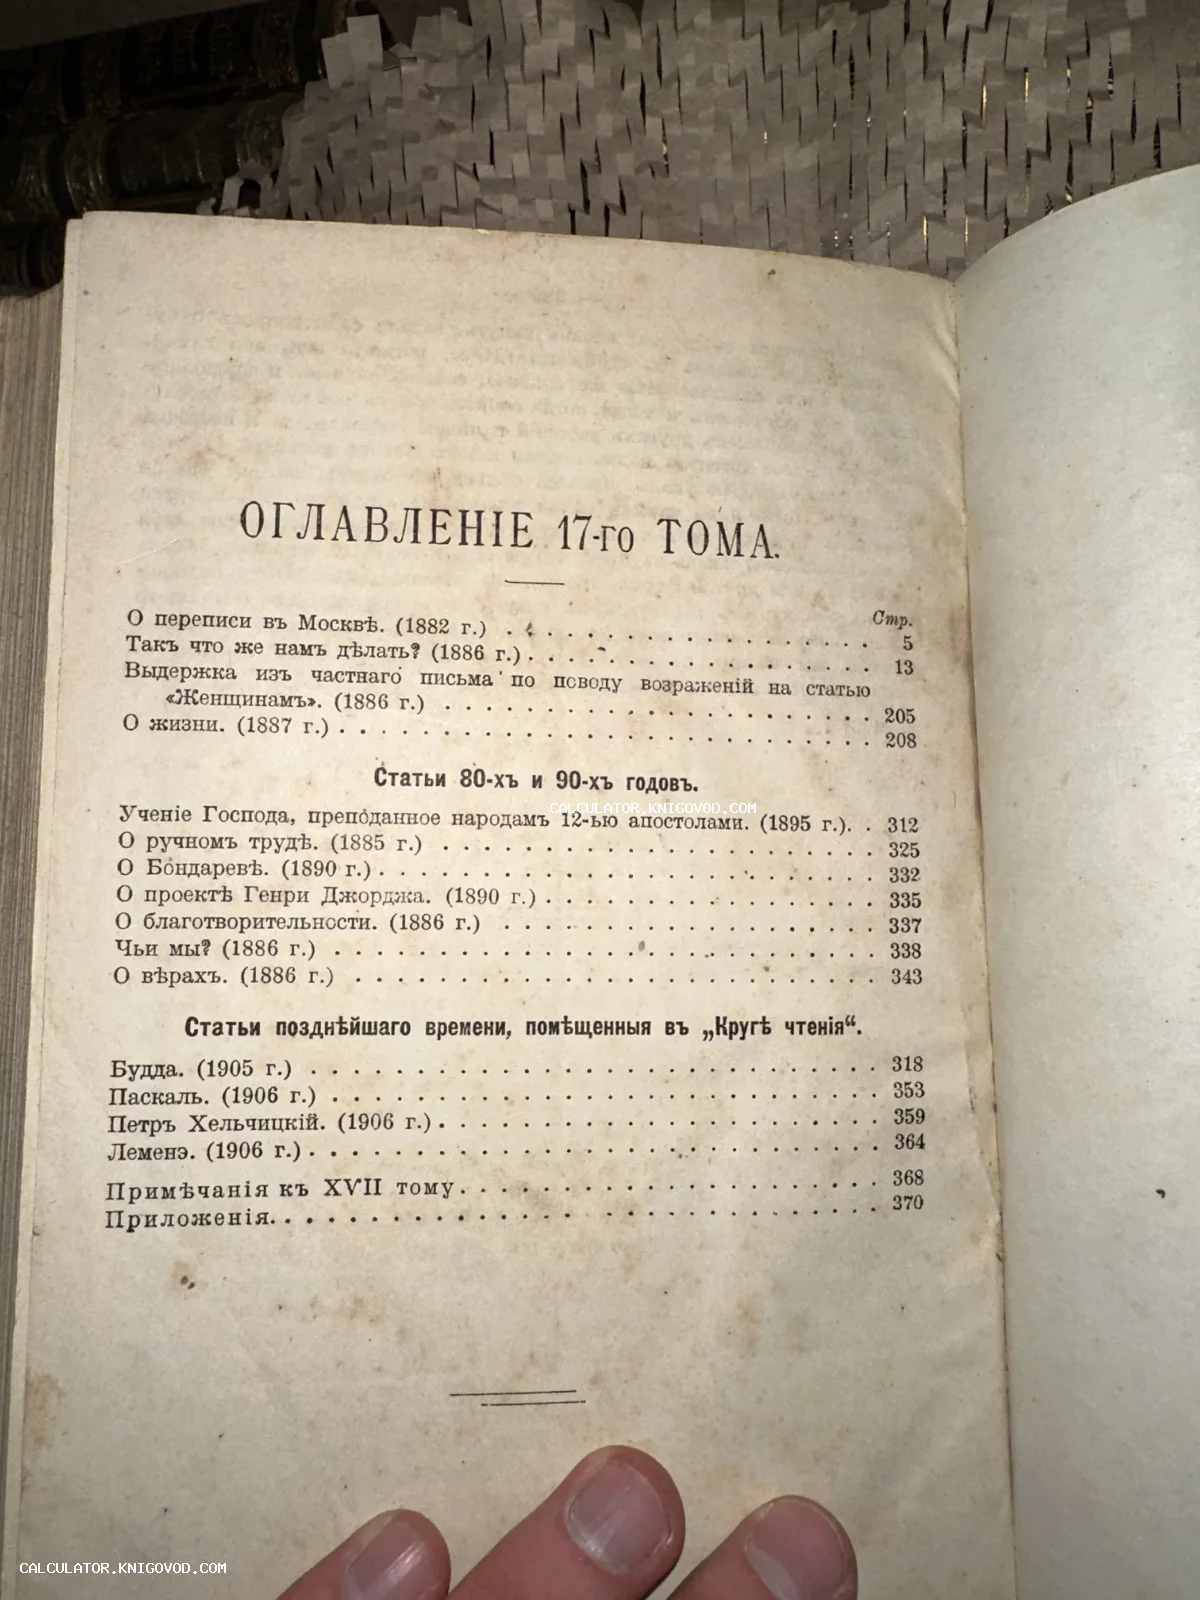 ОГЛАВЛЕНІЕ 17-го ТОМА.
Стр.
О переписи въ Москвѣ. (1882 г.) . . . . . . . . . . . . . . . . 5
Такъ что же намъ дѣлать? (1886 г.) . . . . . . . . . . . . . . . 13
Выдержка изъ частнаго письма по поводу возраженій на статью
«Женщинамъ». (1886 г.) . . . . . . . . . . . . . . . . . . 205
О жизни. (1887 г.) . . . . . . . . . . . . . . . . . . . . . . 208
Статьи 80-хъ и 90-хъ годовъ.
CALCULATOR.KNIGOVOD.COM
Ученіе Господа, преподанное народамъ 12-ью апостолами. (1895 г.). . 312
О ручномъ трудѣ. (1885 г.) . . . . . . . . . . . . . . . . . . 325
О Бондаревѣ. (1890 г.) . . . . . . . . . . . . . . . . . . . . 332
О проектѣ Генри Джорджа. (1890 г.) . . . . . . . . . . . . . . 335
О благотворительности. (1886 г.) . . . . . . . . . . . . . . . 337
Чьи мы? (1886 г.) . . . . . . . . . . . . . . . . . . . . . . 338
О вѣрахъ. (1886 г.) . . . . . . . . . . . . . . . . . . . . . 343
Статьи позднѣйшаго времени, помѣщенныя въ „Кругѣ чтенія“.
Будда. (1905 г.) . . . . . . . . . . . . . . . . . . . . . . . 318
Паскаль. (1906 г.) . . . . . . . . . . . . . . . . . . . . . . 353
Петръ Хельчицкій. (1906 г.) . . . . . . . . . . . . . . . . . . 359
Леменэ. (1906 г.) . . . . . . . . . . . . . . . . . . . . . . . 364
Примѣчанія къ XVII тому . . . . . . . . . . . . . . . . . . . . 368
Приложенія. . . . . . . . . . . . . . . . . . . . . . . . . . . 370
CALCULATOR.KNIGOVOD.COM